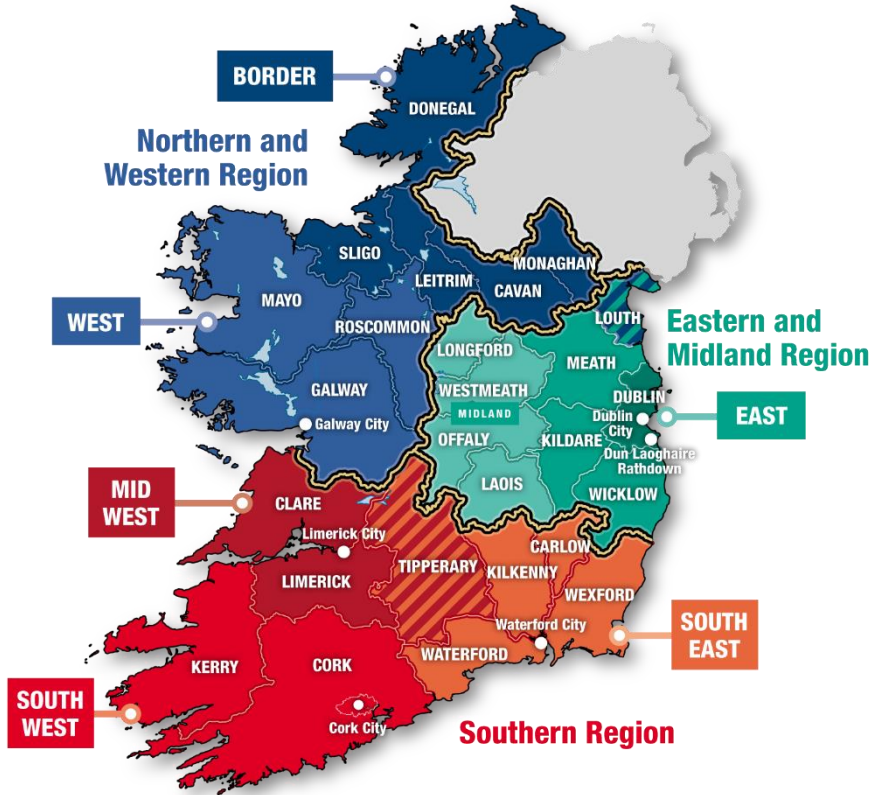 BORDER
DONEGAL
Northern and
Western Region
SLIGO
MONAGHAN
LEITRIM
CAVAN
MAYO
LOUTH
WEST
ROSCOMMON
Eastern and
Midland Region
LONGFORD
MEATH
GALWAY
WESTMEATH
DUBLIN
MIDLAND
Dublin
City
EAST
Galway City
OFFALY
KILDARE
Dun Laoghaire
Rathdown
LAOIS
WICKLOW
MID
WEST
CLARE
Limerick City
CARLOW
TIPPERARY
KILKENNY
LIMERICK
WEXFORD
Waterford City
SOUTH
EAST
WATERFORD
KERRY
CORK
SOUTH
WEST
Cork City
Southern Region